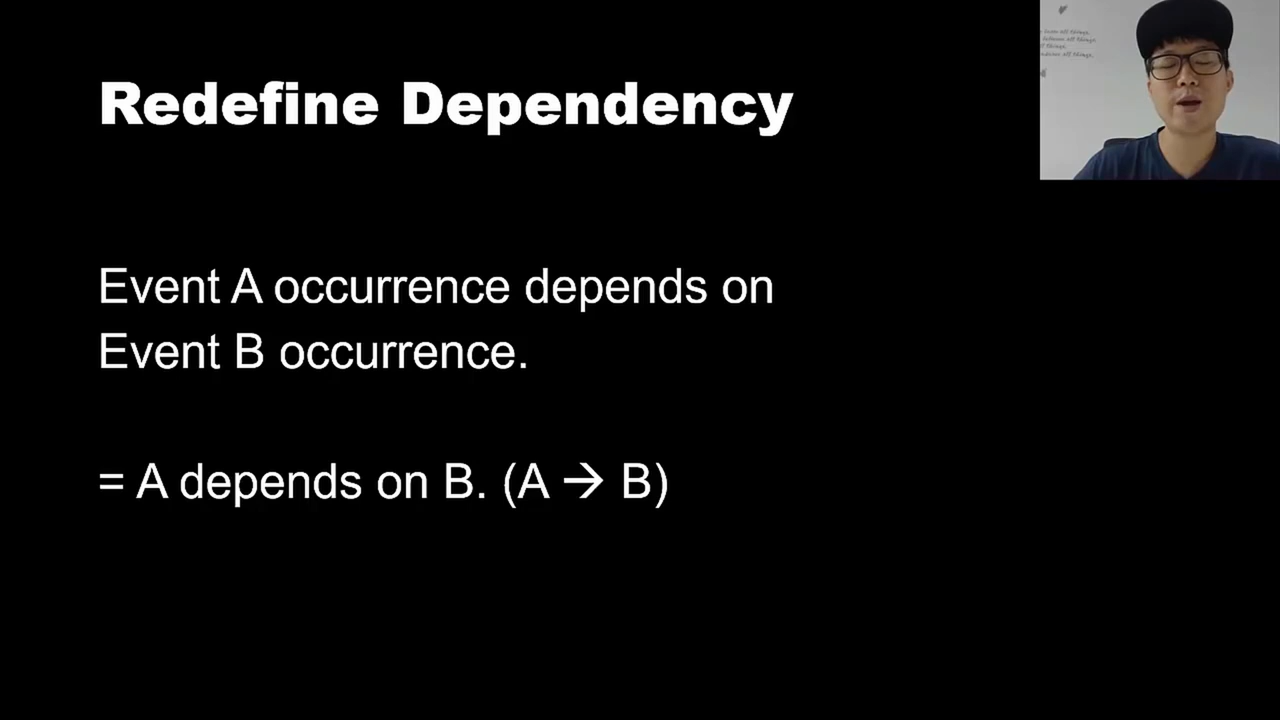 Redefine Dependency
Event A occurrence depends on
Event B occurrence.
= A depends on B. (A → B)